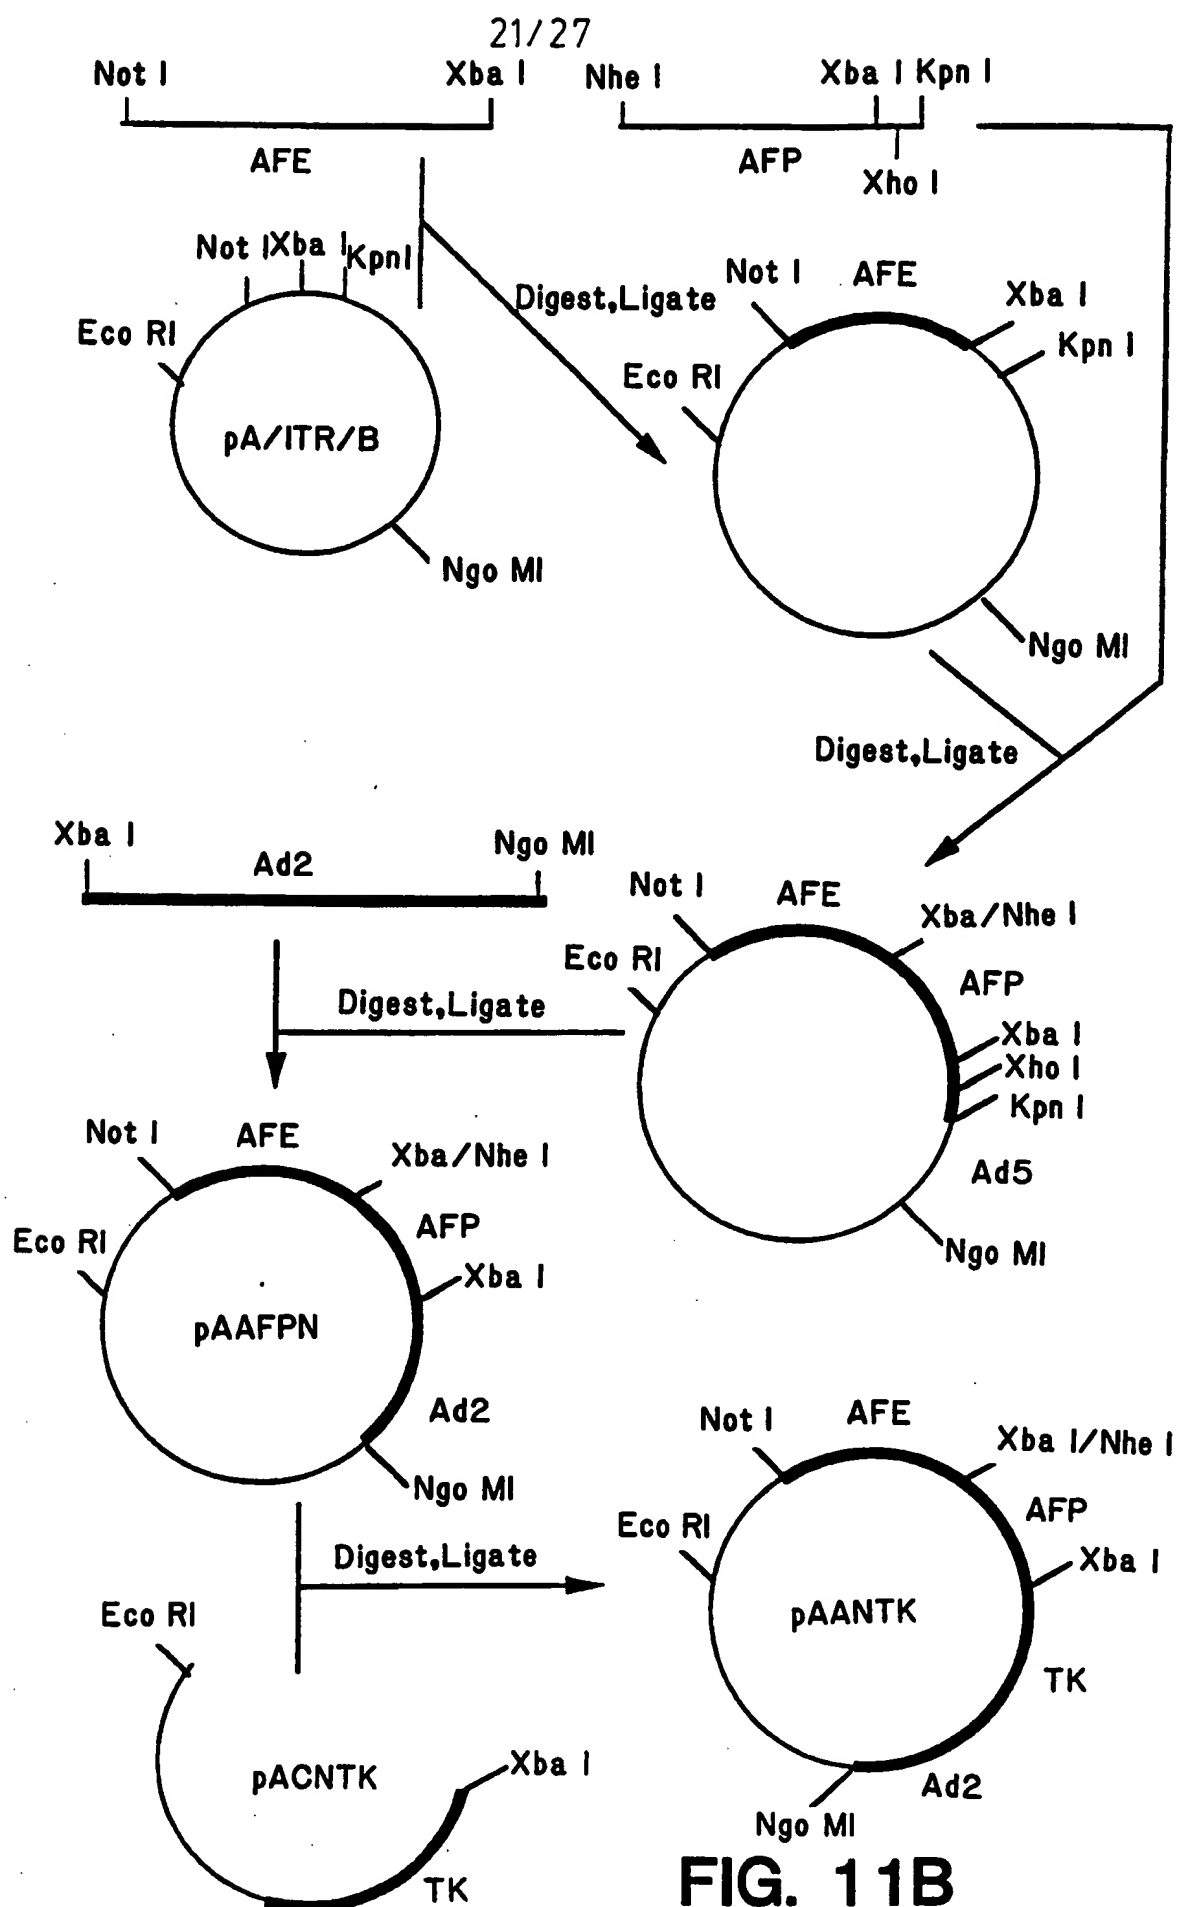 21/27
Not I Xba I Nhe I Xba I Kpn I
AFE AFP
Xho I
Not I Xba I Kpn I
Eco RI
pA/ITR/B
Ngo MI
Digest,Ligate
Not I AFE Xba I
Kpn I
Eco RI
Ngo MI
Digest,Ligate
Xba I Ad2 Ngo MI
Not I AFE Xba/Nhe I
Eco RI AFP
Xba I
Xho I
Kpn I
Ad5
Ngo MI
Digest,Ligate
Not I AFE Xba/Nhe I
AFP
Eco RI
Xba I
pAAFPN
Ad2
Ngo MI
Digest,Ligate
Eco RI
pACNTK
Xba I
TK
Not I AFE Xba I/Nhe I
AFP
Eco RI
Xba I
pAANTK
TK
Ad2
Ngo MI
FIG. 11B